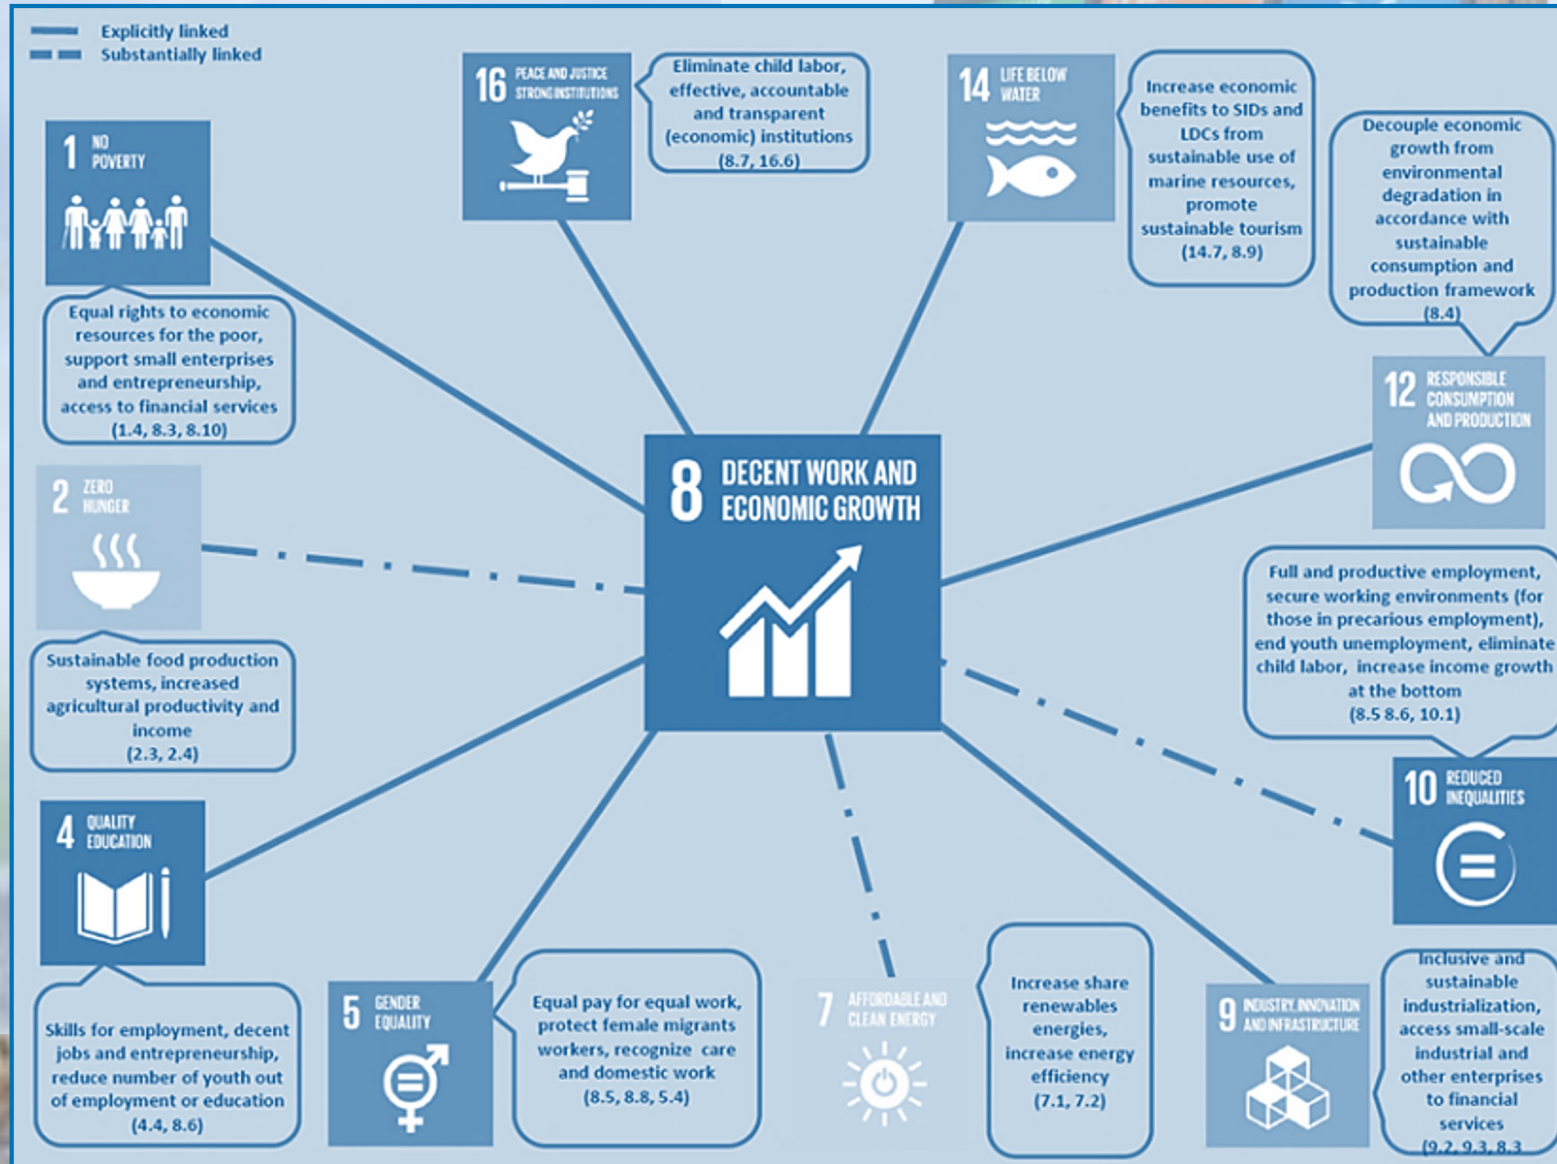 Explicitly linked
Substantially linked
16 PEACE AND JUSTICE
STRONG INSTITUTIONS
Eliminate child labor,
effective, accountable
and transparent
(economic) institutions
(8.7, 16.6)
14 LIFE BELOW
WATER
Increase economic
benefits to SIDs and
LDCs from
sustainable use of
marine resources,
promote
sustainable tourism
(14.7, 8.9)
Decouple economic
growth from
environmental
degradation in
accordance with
sustainable
consumption and
production framework
(8.4)
1 NO
POVERTY
Equal rights to economic
resources for the poor,
support small enterprises
and entrepreneurship,
access to financial services
(1.4, 8.3, 8.10)
12 RESPONSIBLE
CONSUMPTION
AND PRODUCTION
8 DECENT WORK AND
ECONOMIC GROWTH
2 ZERO
HUNGER
Sustainable food production
systems, increased
agricultural productivity and
income
(2.3, 2.4)
Full and productive employment,
secure working environments (for
those in precarious employment),
end youth unemployment, eliminate
child labor, increase income growth
at the bottom
(8.5 8.6, 10.1)
10 REDUCED
INEQUALITIES
4 QUALITY
EDUCATION
Skills for employment, decent
jobs and entrepreneurship,
reduce number of youth out
of employment or education
(4.4, 8.6)
5 GENDER
EQUALITY
Equal pay for equal work,
protect female migrants
workers, recognize care
and domestic work
(8.5, 8.8, 5.4)
7 AFFORDABLE AND
CLEAN ENERGY
Increase share
renewables
energies,
increase energy
efficiency
(7.1, 7.2)
9 INDUSTRY, INNOVATION
AND INFRASTRUCTURE
Inclusive and
sustainable
industrialization,
access small-scale
industrial and
other enterprises
to financial
services
(9.2, 9.3, 8.3